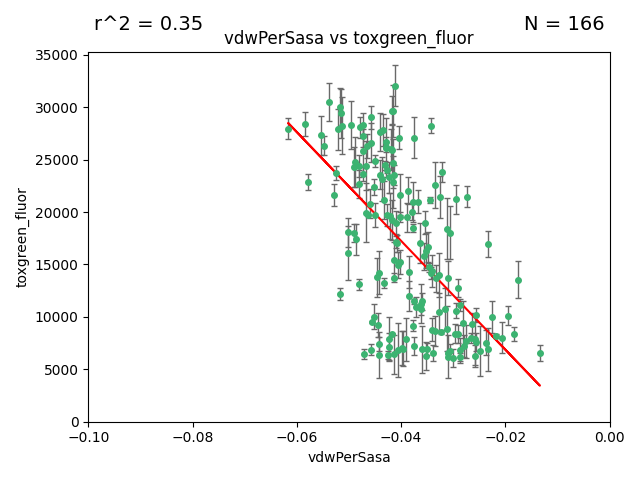 r^2 = 0.35
N = 166
vdwPerSasa vs toxgreen_fluor
35000
30000
25000
20000
15000
10000
5000
0
toxgreen_fluor
−0.10
−0.08
−0.06
−0.04
−0.02
0.00
vdwPerSasa